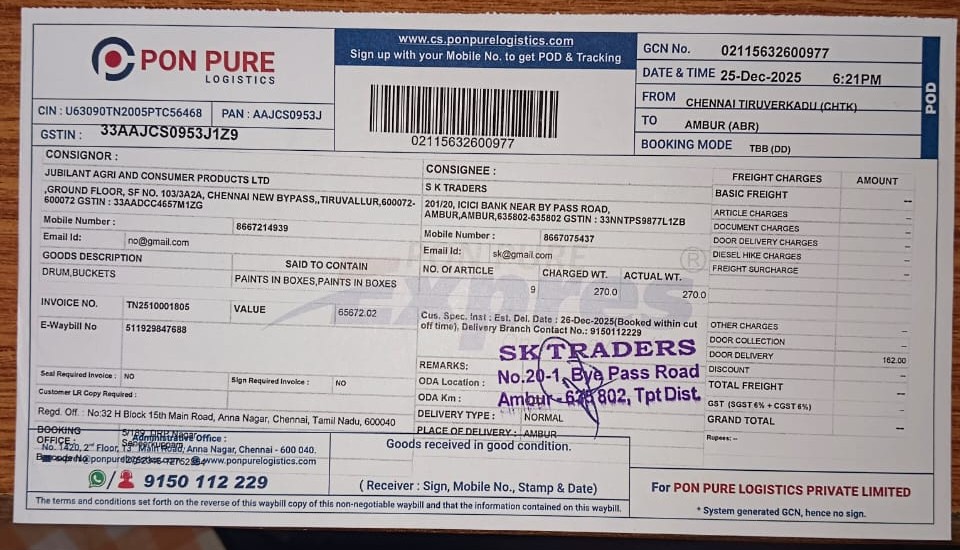 PON PURE
LOGISTICS
www.cs.ponpurelogistics.com
Sign up with your Mobile No. to get POD & Tracking
GCN No. 02115632600977
DATE & TIME 25-Dec-2025 6:21PM
FROM CHENNAI TIRUVERKADU (CHTK)
TO AMBUR (ABR)
BOOKING MODE TBB (DD)
POD
CIN : U63090TN2005PTC56468 PAN : AAJCS0953J
GSTIN : 33AAJCS0953J1Z9
02115632600977
CONSIGNOR :
JUBILANT AGRI AND CONSUMER PRODUCTS LTD
,GROUND FLOOR, SF NO. 103/3A2A, CHENNAI NEW BYPASS,,TIRUVALLUR,600072-
600072 GSTIN : 33AADCC4657M1ZG
Mobile Number : 8667214939
Email Id: no@gmail.com
CONSIGNEE :
S K TRADERS
201/20, ICICI BANK NEAR BY PASS ROAD,
AMBUR,AMBUR,635802-635802 GSTIN : 33NNTPS9877L1ZB
Mobile Number : 8667075437
Email Id: sk@gmail.com
GOODS DESCRIPTION SAID TO CONTAIN
DRUM,BUCKETS PAINTS IN BOXES,PAINTS IN BOXES
NO. Of ARTICLE CHARGED WT. ACTUAL WT.
9 270.0 270.0
INVOICE NO. TN2510001805 VALUE 65672.02
E-Waybill No 511929847688
Cus. Spec. Inst : Est. Del. Date : 26-Dec-2025(Booked within cut
off time), Delivery Branch Contact No.: 9150112229
REMARKS:
ODA Location :
ODA Km :
DELIVERY TYPE : NORMAL
PLACE OF DELIVERY : AMBUR
SK TRADERS
No.20-1, Bye Pass Road
Ambur - 635 802, Tpt Dist.
Seal Required Invoice : NO Sign Required Invoice : NO
Customer LR Copy Required :
Regd. Off : No:32 H Block 15th Main Road, Anna Nagar, Chennai, Tamil Nadu, 600040
FREIGHT CHARGES AMOUNT
BASIC FREIGHT --
ARTICLE CHARGES --
DOCUMENT CHARGES --
DOOR DELIVERY CHARGES --
DIESEL HIKE CHARGES --
FREIGHT SURCHARGE --
OTHER CHARGES --
DOOR COLLECTION --
DOOR DELIVERY 162.00
DISCOUNT --
TOTAL FREIGHT --
GST (SGST 6% + CGST 6%) --
GRAND TOTAL --
Rupees: --
PON PURE
Expres
®
BOOKING
OFFICE :
Administrative Office :
No. 1420, 2nd Floor, 13th Main Road, Anna Nagar, Chennai - 600 040.
www.ponpurelogistics.com
9150 112 229
Goods received in good condition.
( Receiver : Sign, Mobile No., Stamp & Date)
For PON PURE LOGISTICS PRIVATE LIMITED
* System generated GCN, hence no sign.
The terms and conditions set forth on the reverse of this waybill copy of this non-negotiable waybill and that the information contained on this waybill.